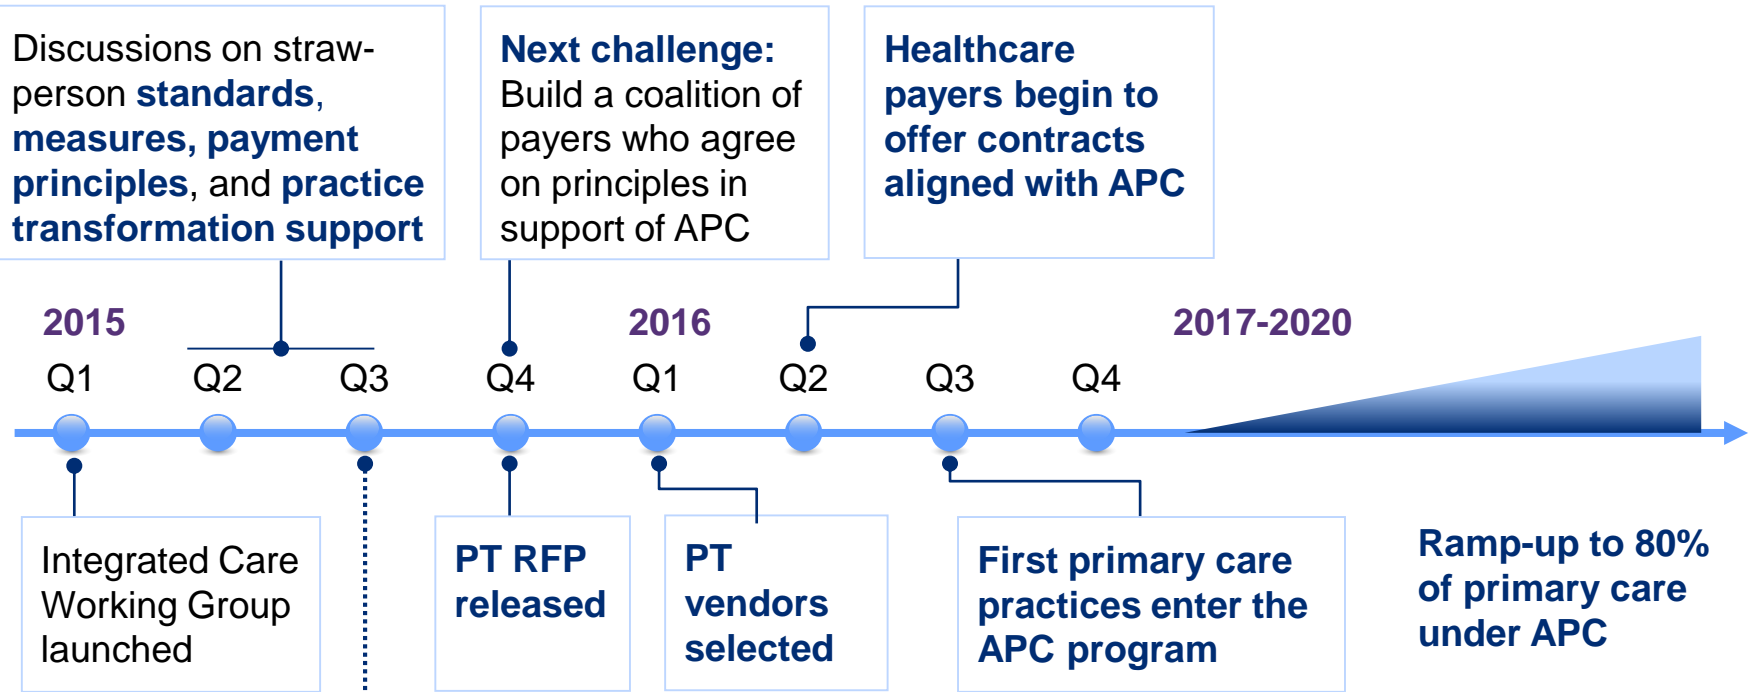 Discussions on straw-
person standards,
measures, payment
principles, and practice
transformation support
Next challenge:
Build a coalition of
payers who agree
on principles in
support of APC
Healthcare
payers begin to
offer contracts
aligned with APC
2015
2016
2017-2020
Q1
Q2
Q3
Q4
Q1
Q2
Q3
Q4
Integrated Care
Working Group
launched
PT RFP
released
PT
vendors
selected
First primary care
practices enter the
APC program
Ramp-up to 80%
of primary care
under APC